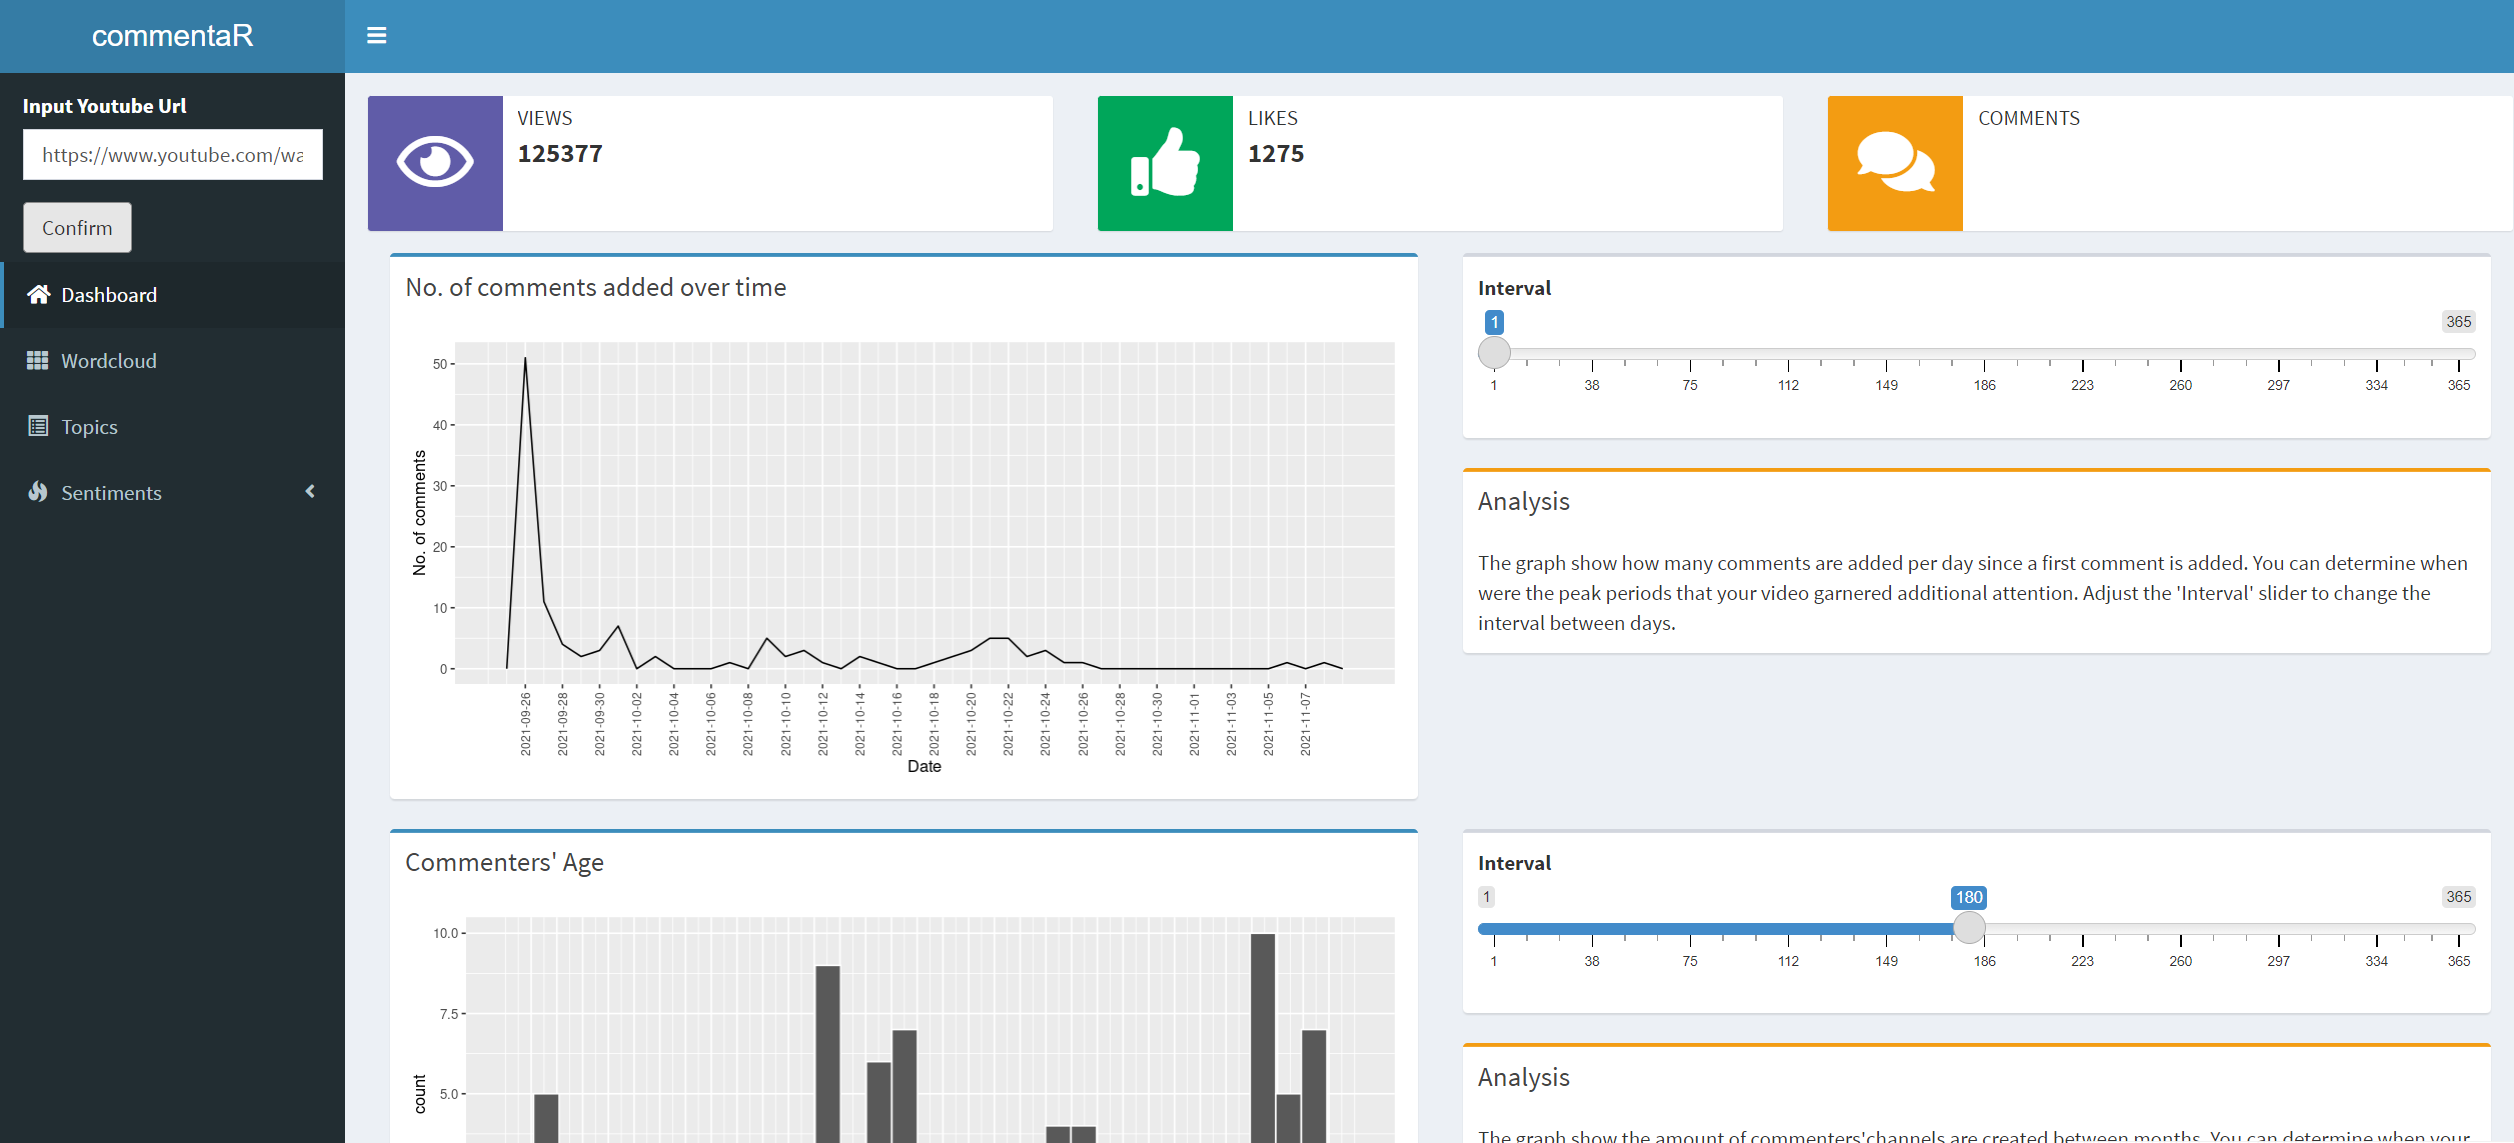 commentaR
Input Youtube Url
https://www.youtube.com/wa
Confirm
Dashboard
Wordcloud
Topics
Sentiments
VIEWS
125377
LIKES
1275
COMMENTS
No. of comments added over time
No. of comments
50
40
30
20
10
0
2021-09-26
2021-09-28
2021-09-30
2021-10-02
2021-10-04
2021-10-06
2021-10-08
2021-10-10
2021-10-12
2021-10-14
2021-10-16
2021-10-18
2021-10-20
2021-10-22
2021-10-24
2021-10-26
2021-10-28
2021-10-30
2021-11-01
2021-11-03
2021-11-05
2021-11-07
Date
Interval
1 365
1 38 75 112 149 186 223 260 297 334 365
Analysis
The graph show how many comments are added per day since a first comment is added. You can determine when
were the peak periods that your video garnered additional attention. Adjust the 'Interval' slider to change the
interval between days.
Commenters' Age
count
10.0
7.5
5.0
Interval
1 180 365
1 38 75 112 149 186 223 260 297 334 365
Analysis
The graph show the amount of commenters'channels are created between months. You can determine when your